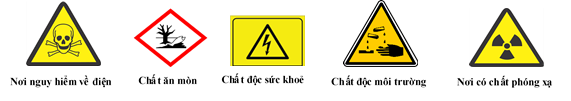 Nơi nguy hiểm về điện
Chất ăn mòn
Chất độc sức khoẻ
Chất độc môi trường
Nơi có chất phóng xạ